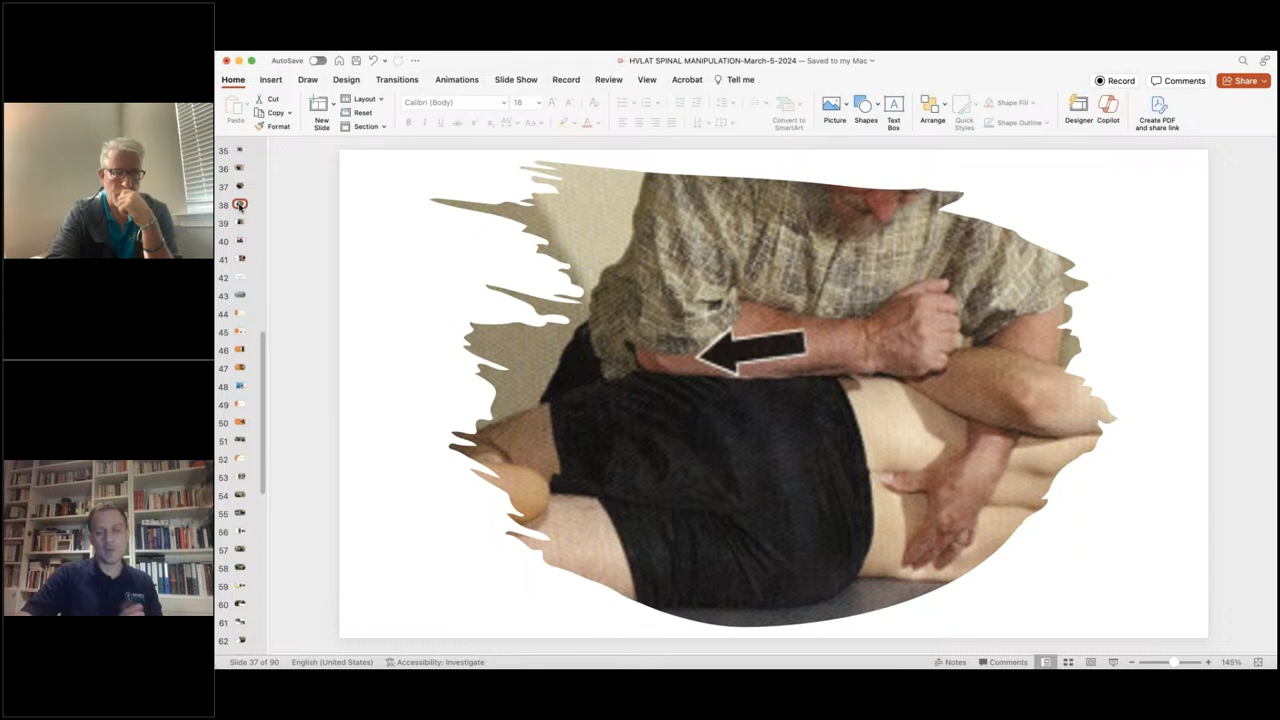 AutoSave
HVLAT SPINAL MANIPULATION-March-5-2024 — Saved to my Mac
Home Insert Draw Design Transitions Animations Slide Show Record Review View Acrobat Tell me
Record Comments Share
Paste
Cut
Copy
Format
New
Slide
Layout
Reset
Section
Calibri (Body) 18
Convert to
SmartArt
Picture
Shapes
Text
Box
Arrange
Quick
Styles
Shape Fill
Shape Outline
Designer
Copilot
Create PDF
and share link
35
36
37
38
39
40
41
42
43
44
45
46
47
48
49
50
51
52
53
54
55
56
57
58
59
60
61
62
Slide 37 of 90 English (United States) Accessibility: Investigate
Notes Comments 145%